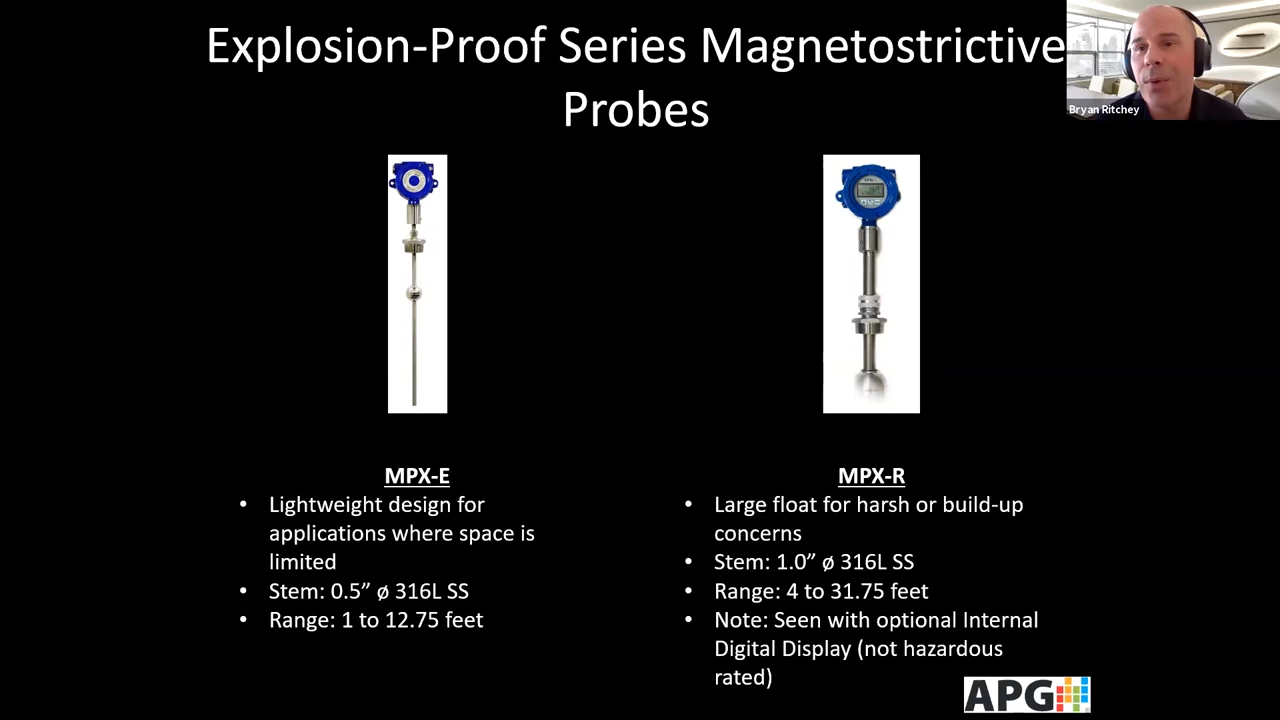 Explosion-Proof Series Magnetostrictive
Probes
Bryan Ritchey
APG
MPX-E
• Lightweight design for
applications where space is
limited
• Stem: 0.5” ø 316L SS
• Range: 1 to 12.75 feet
MPX-R
• Large float for harsh or build-up
concerns
• Stem: 1.0” ø 316L SS
• Range: 4 to 31.75 feet
• Note: Seen with optional Internal
Digital Display (not hazardous
rated)
APG